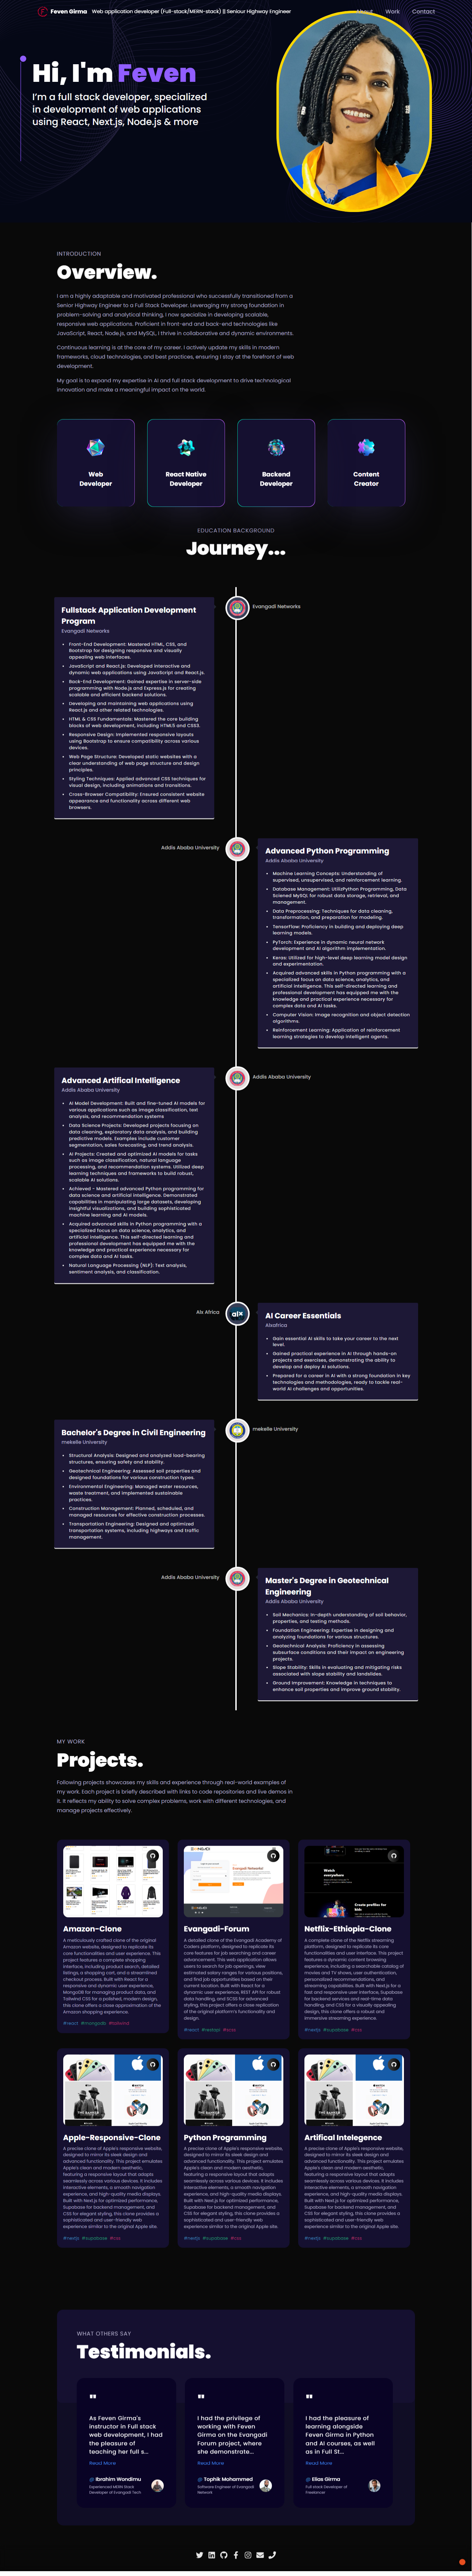 Feven Girma Web application developer (Full-stack/MERN-stack) || Seniour Highway Engineer
About Work Contact
Hi, I'm Feven
I'm a full stack developer, specialized
in development of web applications
using React, Next.js, Node.js & more
INTRODUCTION
Overview.
I am a highly adaptable and motivated professional who successfully transitioned from a
Senior Highway Engineer to a Full Stack Developer. Leveraging my strong foundation in
problem-solving and analytical thinking, I now specialize in developing scalable,
responsive web applications. Proficient in front-end and back-end technologies like
JavaScript, React, Node.js, and MySQL, I thrive in collaborative and dynamic environments.
Continuous learning is at the core of my career. I actively update my skills in modern
frameworks, cloud technologies, and best practices, ensuring I stay at the forefront of web
development.
My goal is to expand my expertise in AI and full stack development to drive technological
innovation and make a meaningful impact on the world.
Web
Developer
React Native
Developer
Backend
Developer
Content
Creator
EDUCATION BACKGROUND
Journey...
Evangadi Networks
Fullstack Application Development
Program
Evangadi Networks
• Front-End Development: Mastered HTML, CSS, and
Bootstrap for designing responsive and visually
appealing web interfaces.
• JavaScript and React.js: Developed interactive and
dynamic web applications using JavaScript and React.js.
• Back-End Development: Gained expertise in server-side
programming with Node.js and Express.js for creating
scalable and efficient backend solutions.
• Developing and maintaining web applications using
React.js and other related technologies.
• HTML & CSS Fundamentals: Mastered the core building
blocks of web development, including HTML5 and CSS3.
• Responsive Design: Implemented responsive layouts
using Bootstrap to ensure compatibility across various
devices.
• Web Page Structure: Developed static websites with a
clear understanding of web page structure and design
principles.
• Styling Techniques: Applied advanced CSS techniques for
visual design, including animations and transitions.
• Cross-Browser Compatibility: Ensured consistent website
appearance and functionality across different web
browsers.
Addis Ababa University
Advanced Python Programming
Addis Ababa University
• Machine Learning Concepts: Understanding of
supervised, unsupervised, and reinforcement learning.
• Database Management: UtilisPython Programming, Data
Sciened MySQL for robust data storage, retrieval, and
management.
• Data Preprocessing: Techniques for data cleaning,
transformation, and preparation for modeling.
• TensorFlow: Proficiency in building and deploying deep
learning models.
• PyTorch: Experience in dynamic neural network
development and AI algorithm implementation.
• Keras: Utilized for high-level deep learning model design
and experimentation.
• Acquired advanced skills in Python programming with a
specialized focus on data science, analytics, and
artificial intelligence. This self-directed learning and
professional development has equipped me with the
knowledge and practical experience necessary for
complex data and AI tasks.
• Computer Vision: Image recognition and object detection
algorithms.
• Reinforcement Learning: Application of reinforcement
learning strategies to develop intelligent agents.
Addis Ababa University
Advanced Artifical Intelligence
Addis Ababa University
• AI Model Development: Built and fine-tuned AI models for
various applications such as image classification, text
analysis, and recommendation systems
• Data Science Projects: Developed projects focusing on
data cleaning, exploratory data analysis, and building
predictive models. Examples include customer
segmentation, sales forecasting, and trend analysis.
• AI Projects: Created and optimized AI models for tasks
such as image classification, natural language
processing, and recommendation systems. Utilized deep
learning techniques and frameworks to build robust,
scalable AI solutions.
• Achieved - Mastered advanced Python programming for
data science and artificial intelligence. Demonstrated
capabilities in manipulating large datasets, developing
insightful visualizations, and building sophisticated
machine learning and AI models.
• Acquired advanced skills in Python programming with a
specialized focus on data science, analytics, and
artificial intelligence. This self-directed learning and
professional development has equipped me with the
knowledge and practical experience necessary for
complex data and AI tasks.
• Natural Language Processing (NLP): Text analysis,
sentiment analysis, and classification.
Alx Africa
alx
AI Career Essentials
Alxafrica
• Gain essential AI skills to take your career to the next
level.
• Gained practical experience in AI through hands-on
projects and exercises, demonstrating the ability to
develop and deploy AI solutions.
• Prepared for a career in AI with a strong foundation in key
technologies and methodologies, ready to tackle real-
world AI challenges and opportunities.
mekelle University
Bachelor's Degree in Civil Engineering
mekelle University
• Structural Analysis: Designed and analyzed load-bearing
structures, ensuring safety and stability.
• Geotechnical Engineering: Assessed soil properties and
designed foundations for various construction types.
• Environmental Engineering: Managed water resources,
waste treatment, and implemented sustainable
practices.
• Construction Management: Planned, scheduled, and
managed resources for effective construction processes.
• Transportation Engineering: Designed and optimized
transportation systems, including highways and traffic
management.
Addis Ababa University
Master's Degree in Geotechnical
Engineering
Addis Ababa University
• Soil Mechanics: In-depth understanding of soil behavior,
properties, and testing methods.
• Foundation Engineering: Expertise in designing and
analyzing foundations for various structures.
• Geotechnical Analysis: Proficiency in assessing
subsurface conditions and their impact on engineering
projects.
• Slope Stability: Skills in evaluating and mitigating risks
associated with slope stability and landslides.
• Ground Improvement: Knowledge in techniques to
enhance soil properties and improve ground stability.
MY WORK
Projects.
Following projects showcases my skills and experience through real-world examples of
my work. Each project is briefly described with links to code repositories and live demos in
it. It reflects my ability to solve complex problems, work with different technologies, and
manage projects effectively.
Amazon-Clone
A meticulously crafted clone of the original
Amazon website, designed to replicate its
core functionalities and user experience. This
project features a complete shopping
interface, including product search, detailed
listings, a shopping cart, and a streamlined
checkout process. Built with React for a
responsive and dynamic user experience,
MongoDB for managing product data, and
Tailwind CSS for a polished, modern design,
this clone offers a close approximation of the
Amazon shopping experience.
#react #mongodb #tailwind
Evangadi-Forum
A detailed clone of the Evangadi Academy of
Coders platform, designed to replicate its
core features for job searching and career
advancement. This web application allows
users to search for job openings, view
estimated salary ranges for various positions
and find job opportunities based on their
current location. Built with React for a
dynamic user experience, REST API for robust
data handling, and SCSS for advanced
styling, this project offers a close replication
of the original platform's functionality and
design.
#react #restapi #scss
Watch
everywhere
Create profiles for
kids
Netflix-Ethiopia-Clone
A complete clone of the Netflix streaming
platform, designed to replicate its core
functionalities and user interface. This project
features a dynamic content browsing
experience, including a searchable catalog of
movies and TV shows, user authentication,
personalised recommendations, and
streaming capabilities. Built with Next.js for a
fast and responsive user interface, Supabase
for backend services and real-time data
handling, and CSS for a visually appealing
design, this clone offers a robust and
immersive streaming experience.
#nextjs #supabase #css
Apple-Responsive-Clone
A precise clone of Apple's responsive website,
designed to mirror its sleek design and
advanced functionality. This project emulates
Apple's clean and modern aesthetic,
featuring a responsive layout that adapts
seamlessly across various devices. It includes
interactive elements, a smooth navigation
experience, and high-quality media displays.
Built with Next.js for optimized performance,
Supabase for backend management, and
CSS for elegant styling, this clone provides a
sophisticated and user-friendly web
experience similar to the original Apple site.
#nextjs #supabase #css
Python Programming
A precise clone of Apple's responsive website,
designed to mirror its sleek design and
advanced functionality. This project emulates
Apple's clean and modern aesthetic,
featuring a responsive layout that adapts
seamlessly across various devices. It includes
interactive elements, a smooth navigation
experience, and high-quality media displays.
Built with Next.js for optimized performance,
Supabase for backend management, and
CSS for elegant styling, this clone provides a
sophisticated and user-friendly web
experience similar to the original Apple site.
#nextjs #supabase #css
Artifical Intelegence
A precise clone of Apple's responsive website,
designed to mirror its sleek design and
advanced functionality. This project emulates
Apple's clean and modern aesthetic,
featuring a responsive layout that adapts
seamlessly across various devices. It includes
interactive elements, a smooth navigation
experience, and high-quality media displays.
Built with Next.js for optimized performance,
Supabase for backend management, and
CSS for elegant styling, this clone provides a
sophisticated and user-friendly web
experience similar to the original Apple site.
#nextjs #supabase #css
WHAT OTHERS SAY
Testimonials.
"
As Feven Girma's
instructor in Full stack
web development, I had
the pleasure of
teaching her full s...
Read More
@ Ibrahim Wondimu
Experienced MERN Stack
Developer of Evangadi Tech
"
I had the privilege of
working with Feven
Girma on the Evangadi
Forum project, where
she demonstrate...
Read More
@ Tophik Mohammed
Software Engineer of Evangadi
Network
"
I had the pleasure of
learning alongside
Feven Girma in Python
and AI courses, as well
as in Full St...
Read More
@ Elias Girma
Full stack Developer of
Freelancer